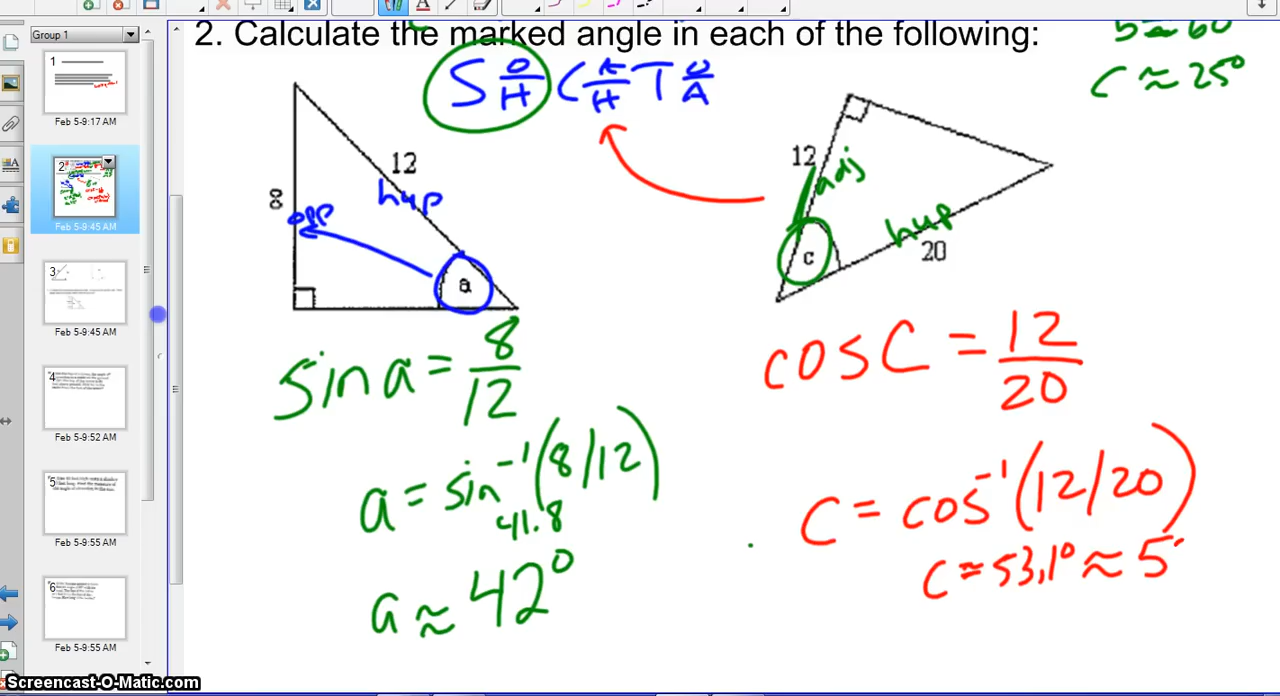 Group 1
1
Feb 5-9:17 AM
2
Feb 5-9:45 AM
3
Feb 5-9:45 AM
4
Feb 5-9:52 AM
5
Feb 5-9:55 AM
6
Feb 5-9:55 AM
2. Calculate the marked angle in each of the following:
C ≈ 25°
S O/H C A/H T O/A
12
hyp
8
opp
a
12
adj
hyp
20
c
sin a = 8/12
a = sin⁻¹(8/12)
41.8
a ≈ 42°
cos C = 12/20
C = cos⁻¹(12/20)
C ≈ 53.1° ≈ 5
Screencast-O-Matic.com